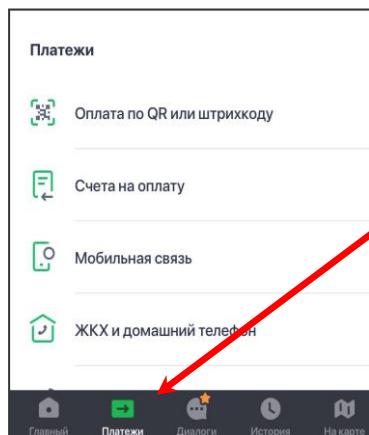 Платежи
Оплата по QR или штрихкоду
Счета на оплату
Мобильная связь
ЖКХ и домашний телефон
Главный Платежи Диалоги История На карте